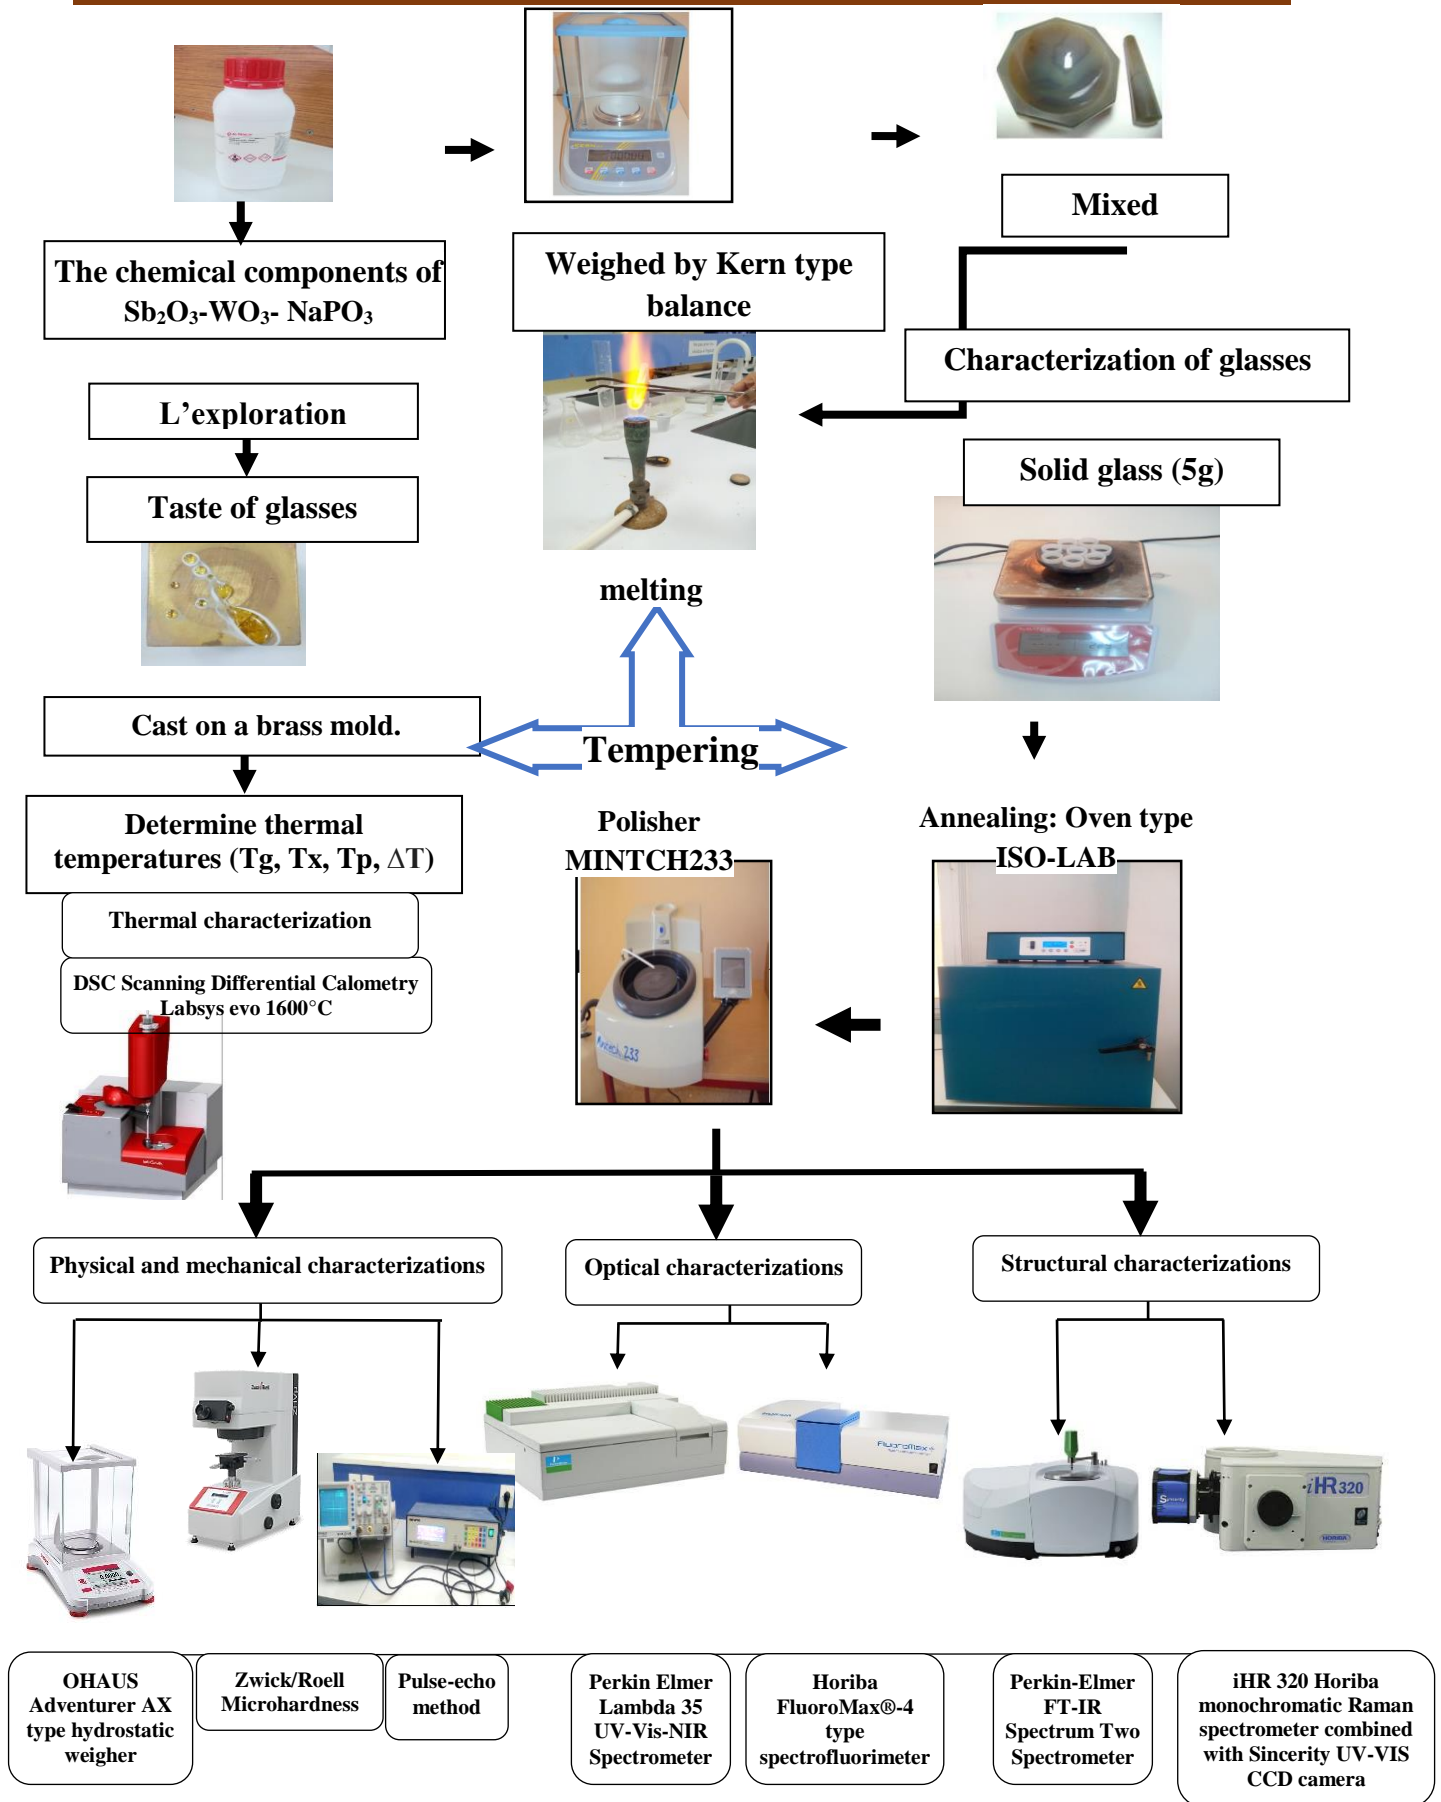 Mixed
The chemical components of
Sb₂O₃-WO₃- NaPO₃
Weighed by Kern type
balance
Characterization of glasses
L’exploration
Taste of glasses
Solid glass (5g)
melting
Cast on a brass mold.
Tempering
Determine thermal
temperatures (Tg, Tx, Tp, ΔT)
Polisher
MINTCH233
Annealing: Oven type
ISO-LAB
Thermal characterization
DSC Scanning Differential Calometry
Labsys evo 1600°C
Mintech 233
Physical and mechanical characterizations
Optical characterizations
Structural characterizations
FluoroMax
Sincerity
iHR320
HORIBA
OHAUS
Adventurer AX
type hydrostatic
weigher
Zwick/Roell
Microhardness
Pulse-echo
method
Perkin Elmer
Lambda 35
UV-Vis-NIR
Spectrometer
Horiba
FluoroMax®-4
type
spectrofluorimeter
Perkin-Elmer
FT-IR
Spectrum Two
Spectrometer
iHR 320 Horiba
monochromatic Raman
spectrometer combined
with Sincerity UV-VIS
CCD camera